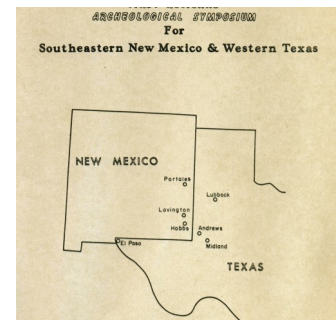 ARCHEOLOGICAL SYMPOSIUM
For
Southeastern New Mexico & Western Texas
NEW MEXICO
Portales
Lubbock
Lovington
Hobbs
Andrews
El Paso
Midland
TEXAS